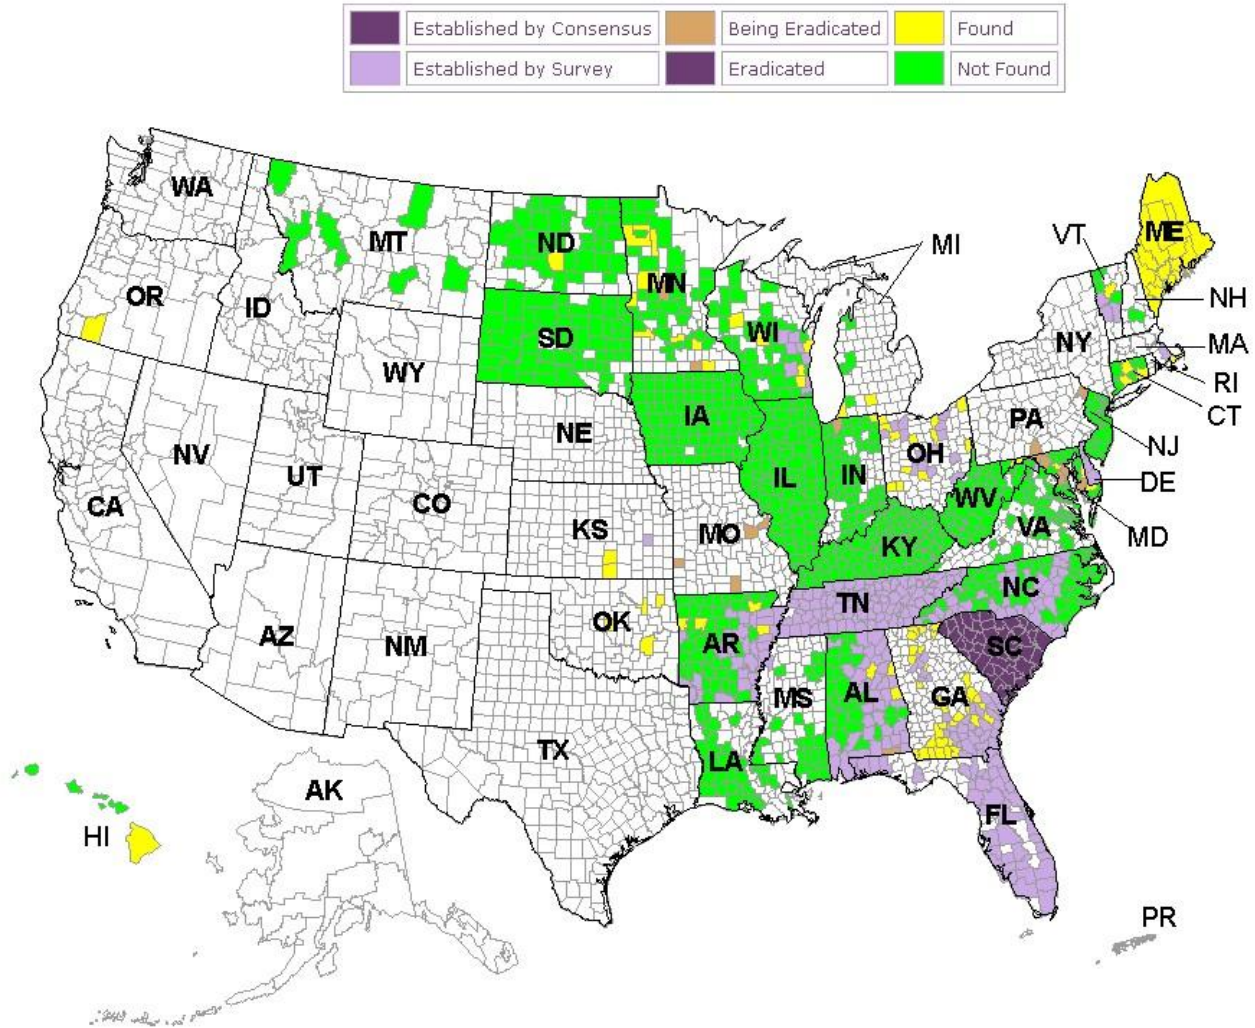 Established by Consensus Being Eradicated Found
Established by Survey Eradicated Not Found
WA
MT
ND
MN
MI
VT
ME
OR
ID
SD
WI
NY
NH
MA
WY
RI
CT
IA
NE
PA
NJ
NV
UT
CO
IL
IN
OH
DE
CA
KS
MO
WV
VA
MD
KY
AZ
NM
OK
AR
TN
NC
SC
MS
AL
GA
TX
LA
AK
HI
FL
PR